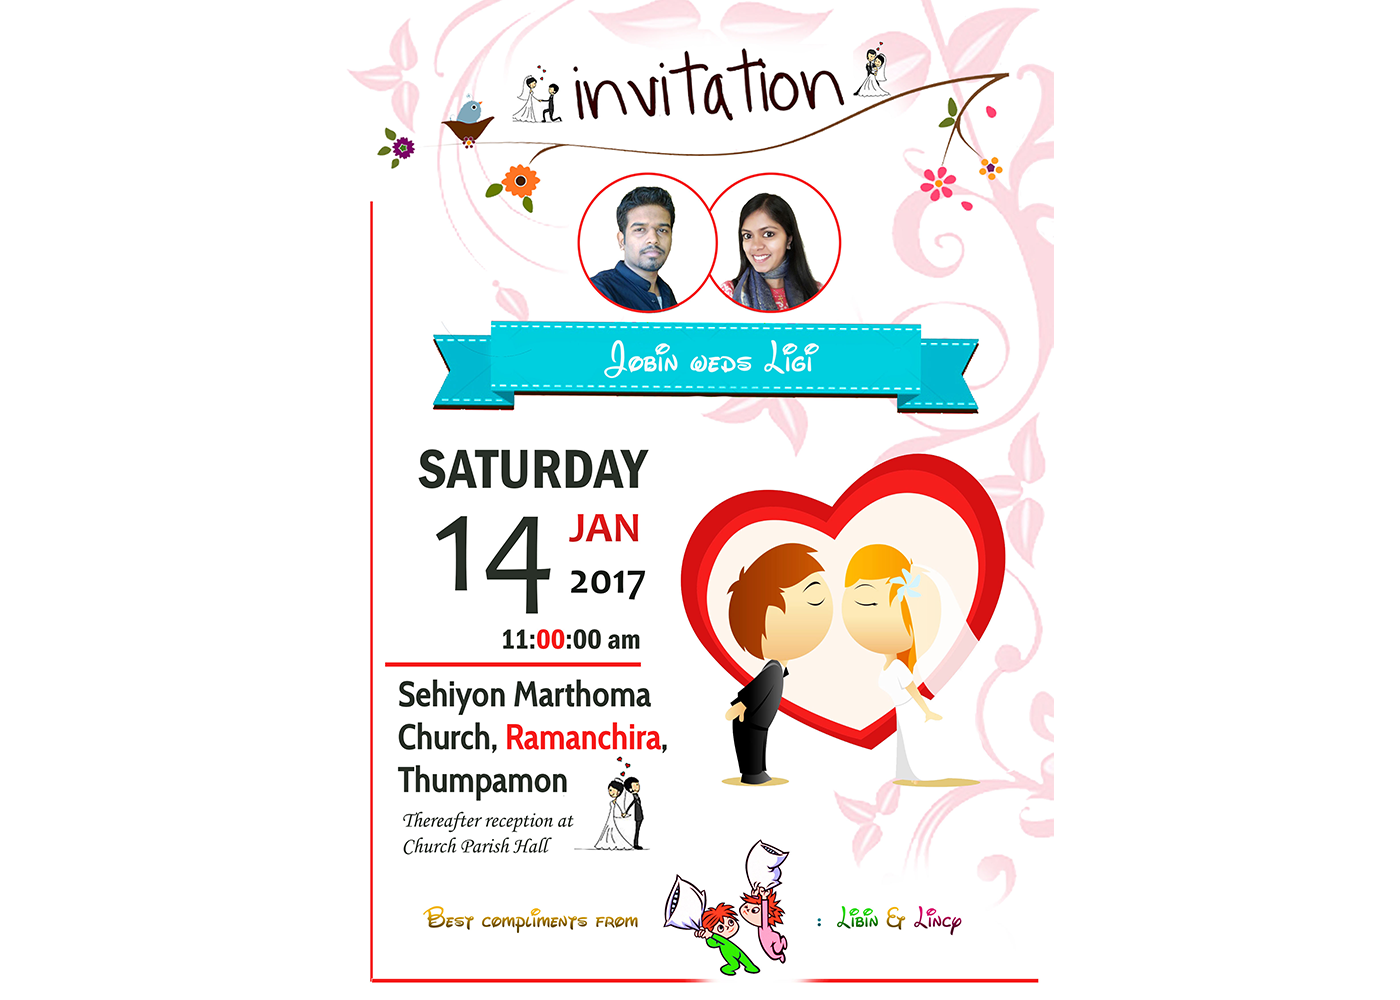 invitation
Jobin weds Ligi
SATURDAY
14 JAN
2017
11:00:00 am
Sehiyon Marthoma
Church, Ramanchira,
Thumpamon
Thereafter reception at
Church Parish Hall
Best compliments from : Libin & Lincy